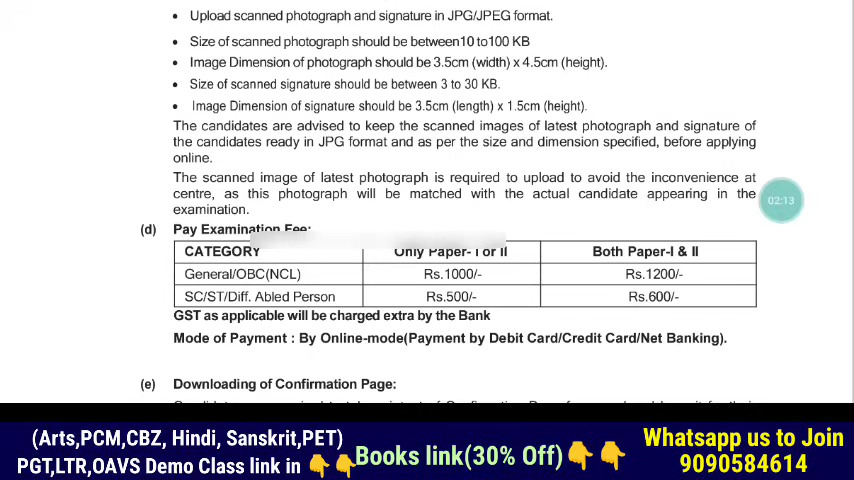 • Upload scanned photograph and signature in JPG/JPEG format.
• Size of scanned photograph should be between10 to100 KB
• Image Dimension of photograph should be 3.5cm (width) x 4.5cm (height).
• Size of scanned signature should be between 3 to 30 KB.
• Image Dimension of signature should be 3.5cm (length) x 1.5cm (height).
The candidates are advised to keep the scanned images of latest photograph and signature of
the candidates ready in JPG format and as per the size and dimension specified, before applying
online.
The scanned image of latest photograph is required to upload to avoid the inconvenience at
centre, as this photograph will be matched with the actual candidate appearing in the
examination.
02:13
(d) Pay Examination Fee:
CATEGORY Only Paper- I or II Both Paper-I & II
General/OBC(NCL) Rs.1000/- Rs.1200/-
SC/ST/Diff. Abled Person Rs.500/- Rs.600/-
GST as applicable will be charged extra by the Bank
Mode of Payment : By Online-mode(Payment by Debit Card/Credit Card/Net Banking).
(e) Downloading of Confirmation Page:
(Arts,PCM,CBZ, Hindi, Sanskrit,PET)
PGT,LTR,OAVS Demo Class link in 👇👇
Books link(30% Off)👇👇
Whatsapp us to Join
9090584614